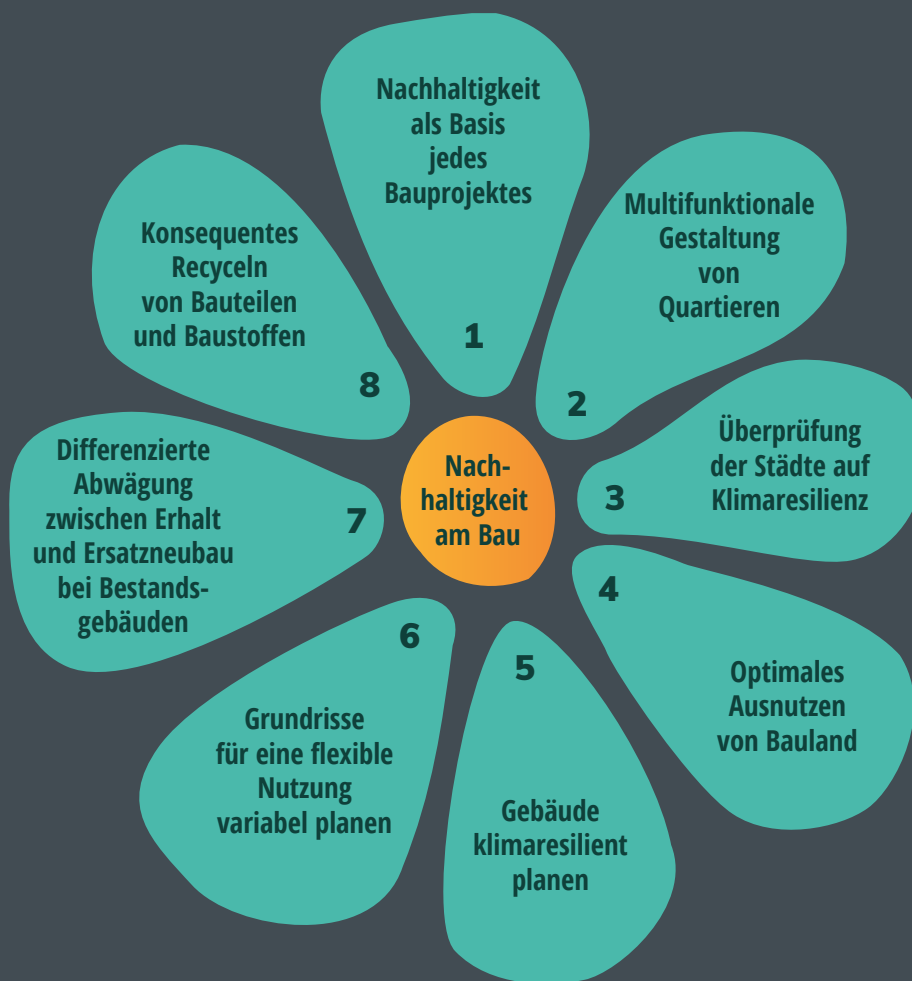 Nachhaltigkeit
als Basis
jedes
Bauprojektes
1
Multifunktionale
Gestaltung
von
Quartieren
2
Überprüfung
der Städte auf
Klimaresilienz
3
4
Optimales
Ausnutzen
von Bauland
5
Gebäude
klimaresilient
planen
6
Grundrisse
für eine flexible
Nutzung
variabel planen
Differenzierte
Abwägung
zwischen Erhalt
und Ersatzneubau
bei Bestands-
gebäuden
7
Konsequentes
Recyceln
von Bauteilen
und Baustoffen
8
Nach-
haltigkeit
am Bau